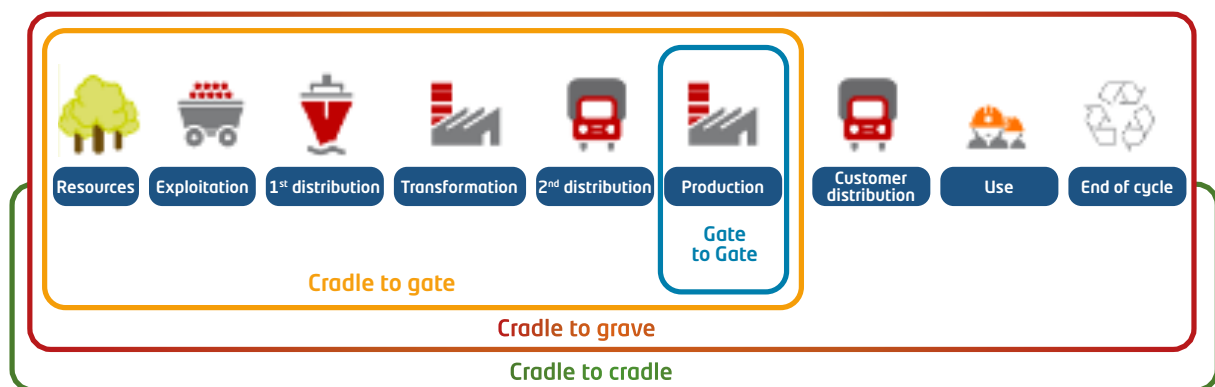 Resources
Exploitation
1st distribution
Transformation
2nd distribution
Production
Customer
distribution
Use
End of cycle
Gate
to Gate
Cradle to gate
Cradle to grave
Cradle to cradle